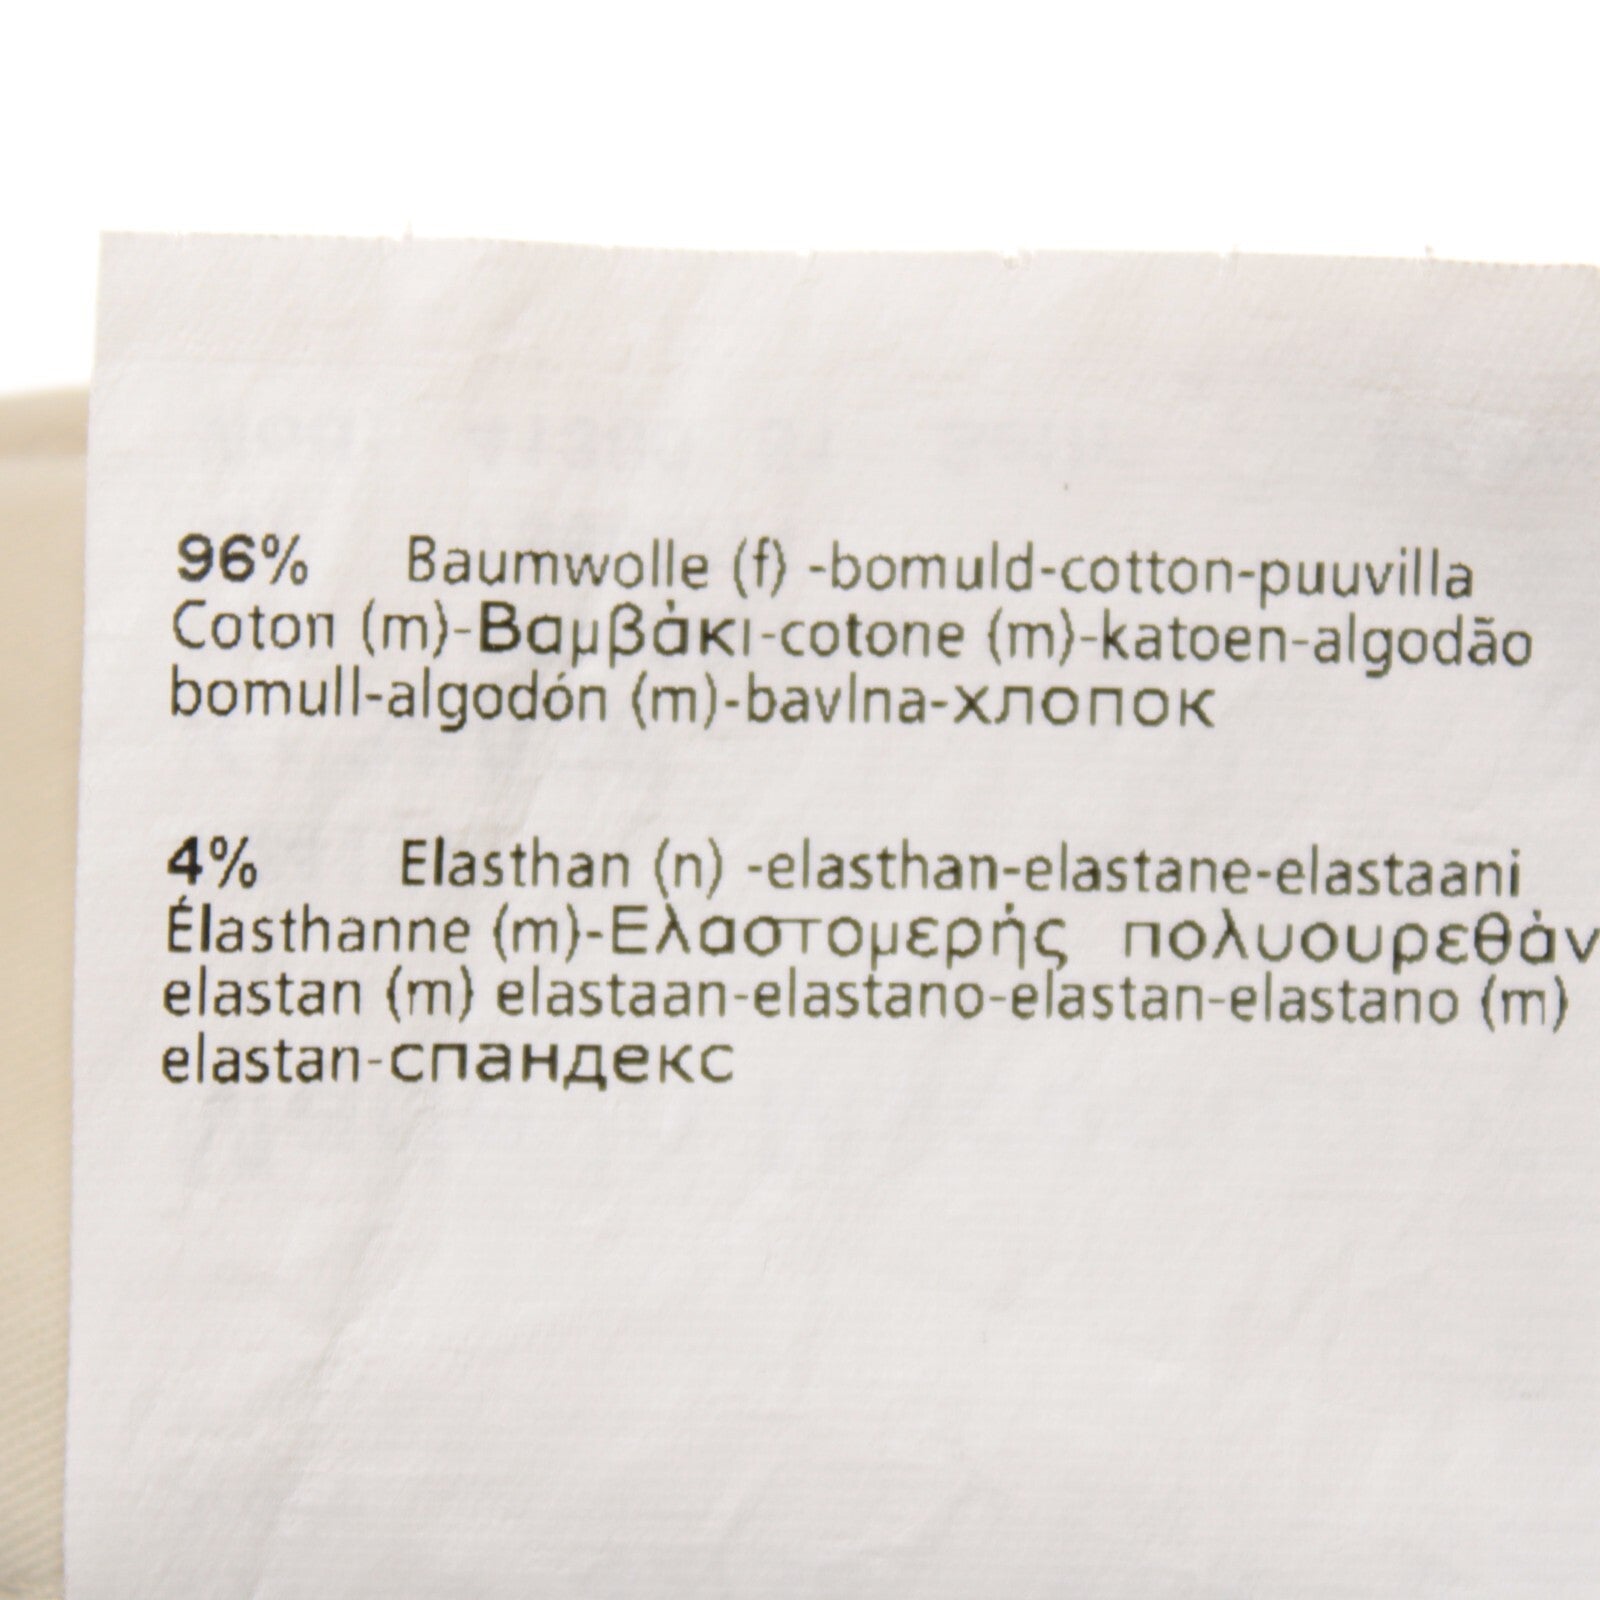 96% Baumwolle (f) -bomuld-cotton-puuvilla
Coton (m)-Βαμβάκι-cotone (m)-katoen-algodão
bomull-algodón (m)-bavlna-хлопок
4% Elasthan (n) -elasthan-elastane-elastaani
Élasthanne (m)-Ελαστομερής πολυουρεθάν
elastan (m) elastaan-elastano-elastan-elastano (m)
elastan-спандекс